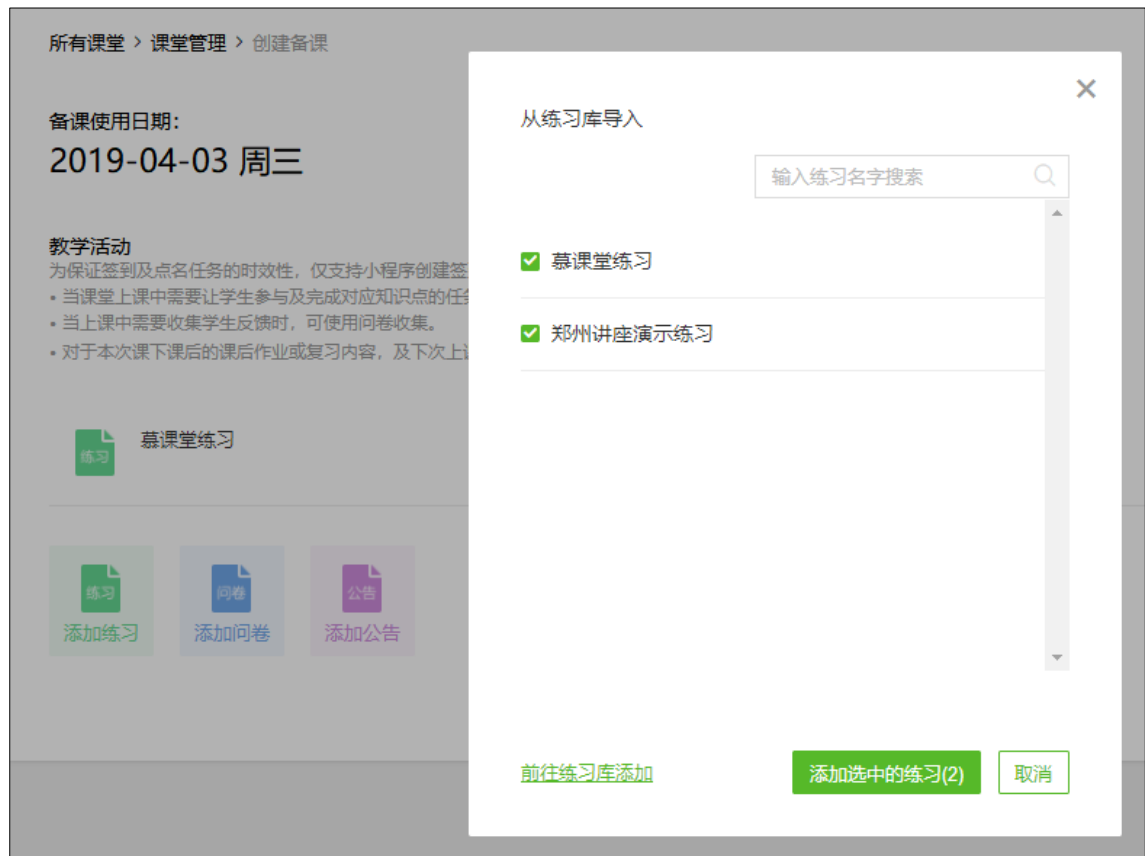 所有课堂 > 课堂管理 > 创建备课
备课使用日期：
2019-04-03 周三
教学活动
为保证签到及点名任务的时效性，仅支持小程序创建签
• 当课堂上课中需要让学生参与及完成对应知识点的任务
• 当上课中需要收集学生反馈时，可使用问卷收集。
• 对于本次课下课后的课后作业或复习内容，及下次上课
练习
慕课堂练习
练习
添加练习
问卷
添加问卷
公告
添加公告
从练习库导入
输入练习名字搜索
慕课堂练习
郑州讲座演示练习
前往练习库添加
添加选中的练习(2)
取消